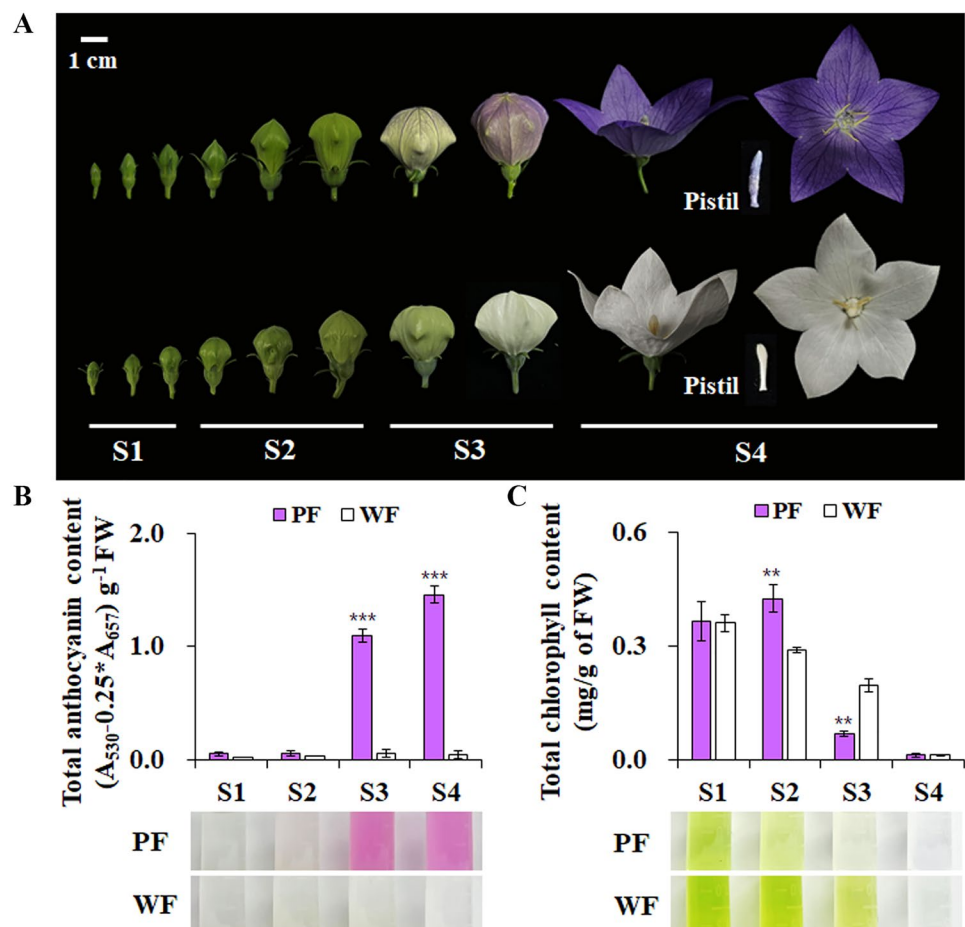 A
1 cm
Pistil
Pistil
S1 S2 S3 S4
B
Total anthocyanin content
(A530-0.25*A657) g-1 FW
PF WF
2.0
1.0
0.0
*** ***
S1 S2 S3 S4
PF
WF
C
Total chlorophyll content
(mg/g of FW)
PF WF
0.6
0.3
0.0
**
**
S1 S2 S3 S4
PF
WF